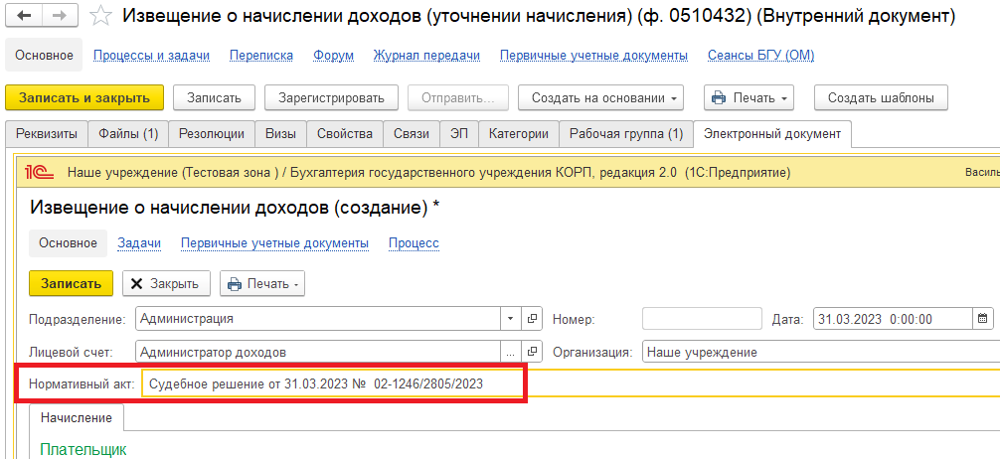 Извещение о начислении доходов (уточнении начисления) (ф. 0510432) (Внутренний документ)
Основное Процессы и задачи Переписка Форум Журнал передачи Первичные учетные документы Сеансы БГУ (ОМ)
Записать и закрыть Записать Зарегистрировать Отправить... Создать на основании Печать Создать шаблоны
Реквизиты Файлы (1) Резолюции Визы Свойства Связи ЭП Категории Рабочая группа (1) Электронный документ
1С Наше учреждение (Тестовая зона ) / Бухгалтерия государственного учреждения КОРП, редакция 2.0 (1С:Предприятие) Василь
Извещение о начислении доходов (создание) *
Основное Задачи Первичные учетные документы Процесс
Записать Закрыть Печать
Подразделение: Администрация Номер: Дата: 31.03.2023 0:00:00
Лицевой счет: Администратор доходов ... Организация: Наше учреждение
Нормативный акт: Судебное решение от 31.03.2023 № 02-1246/2805/2023
Начисление
Плательщик